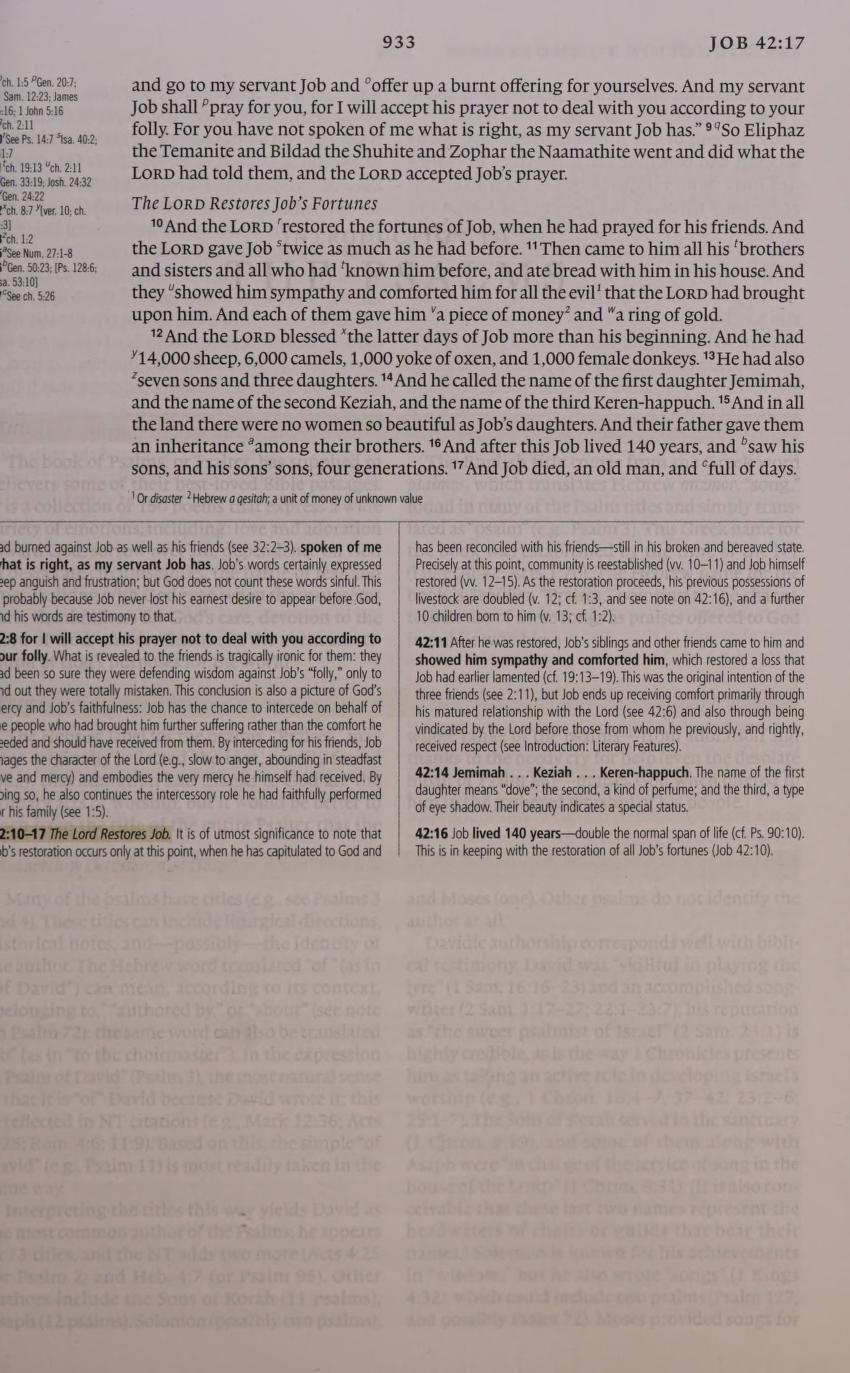 933
JOB 42:17
ch. 1:5 pGen. 20:7;
Sam. 12:23; James
:16; 1 John 5:16
ch. 2:11
rSee Ps. 14:7 sIsa. 40:2;
1:7
tch. 19:13 uch. 2:11
Gen. 33:19; Josh. 24:32
Gen. 24:22
xch. 8:7 y[ver. 10; ch.
:3]
zch. 1:2
aSee Num. 27:1-8
bGen. 50:23; [Ps. 128:6;
sa. 53:10]
cSee ch. 5:26
and go to my servant Job and ooffer up a burnt offering for yourselves. And my servant
Job shall ppray for you, for I will accept his prayer not to deal with you according to your
folly. For you have not spoken of me what is right, as my servant Job has.” 9 qSo Eliphaz
the Temanite and Bildad the Shuhite and Zophar the Naamathite went and did what the
LORD had told them, and the LORD accepted Job’s prayer.
The LORD Restores Job’s Fortunes
10 And the LORD rrestored the fortunes of Job, when he had prayed for his friends. And
the LORD gave Job stwice as much as he had before. 11 Then came to him all his tbrothers
and sisters and all who had tknown him before, and ate bread with him in his house. And
they ushowed him sympathy and comforted him for all the evil1 that the LORD had brought
upon him. And each of them gave him va piece of money2 and wa ring of gold.
12 And the LORD blessed xthe latter days of Job more than his beginning. And he had
y14,000 sheep, 6,000 camels, 1,000 yoke of oxen, and 1,000 female donkeys. 13 He had also
zseven sons and three daughters. 14 And he called the name of the first daughter Jemimah,
and the name of the second Keziah, and the name of the third Keren-happuch. 15 And in all
the land there were no women so beautiful as Job’s daughters. And their father gave them
an inheritance aamong their brothers. 16 And after this Job lived 140 years, and bsaw his
sons, and his sons’ sons, four generations. 17 And Job died, an old man, and cfull of days.
1 Or disaster 2 Hebrew a qesitah; a unit of money of unknown value
ad burned against Job as well as his friends (see 32:2–3). spoken of me
hat is right, as my servant Job has. Job’s words certainly expressed
eep anguish and frustration; but God does not count these words sinful. This
probably because Job never lost his earnest desire to appear before God,
nd his words are testimony to that.
2:8 for I will accept his prayer not to deal with you according to
our folly. What is revealed to the friends is tragically ironic for them: they
ad been so sure they were defending wisdom against Job’s “folly,” only to
nd out they were totally mistaken. This conclusion is also a picture of God’s
ercy and Job’s faithfulness: Job has the chance to intercede on behalf of
e people who had brought him further suffering rather than the comfort he
eeded and should have received from them. By interceding for his friends, Job
nages the character of the Lord (e.g., slow to anger, abounding in steadfast
ve and mercy) and embodies the very mercy he himself had received. By
oing so, he also continues the intercessory role he had faithfully performed
r his family (see 1:5).
2:10–17 The Lord Restores Job. It is of utmost significance to note that
b’s restoration occurs only at this point, when he has capitulated to God and
has been reconciled with his friends—still in his broken and bereaved state.
Precisely at this point, community is reestablished (vv. 10–11) and Job himself
restored (vv. 12–15). As the restoration proceeds, his previous possessions of
livestock are doubled (v. 12; cf. 1:3, and see note on 42:16), and a further
10 children born to him (v. 13; cf. 1:2).
42:11 After he was restored, Job’s siblings and other friends came to him and
showed him sympathy and comforted him, which restored a loss that
Job had earlier lamented (cf. 19:13–19). This was the original intention of the
three friends (see 2:11), but Job ends up receiving comfort primarily through
his matured relationship with the Lord (see 42:6) and also through being
vindicated by the Lord before those from whom he previously, and rightly,
received respect (see Introduction: Literary Features).
42:14 Jemimah . . . Keziah . . . Keren-happuch. The name of the first
daughter means “dove”; the second, a kind of perfume; and the third, a type
of eye shadow. Their beauty indicates a special status.
42:16 Job lived 140 years—double the normal span of life (cf. Ps. 90:10).
This is in keeping with the restoration of all Job’s fortunes (Job 42:10).